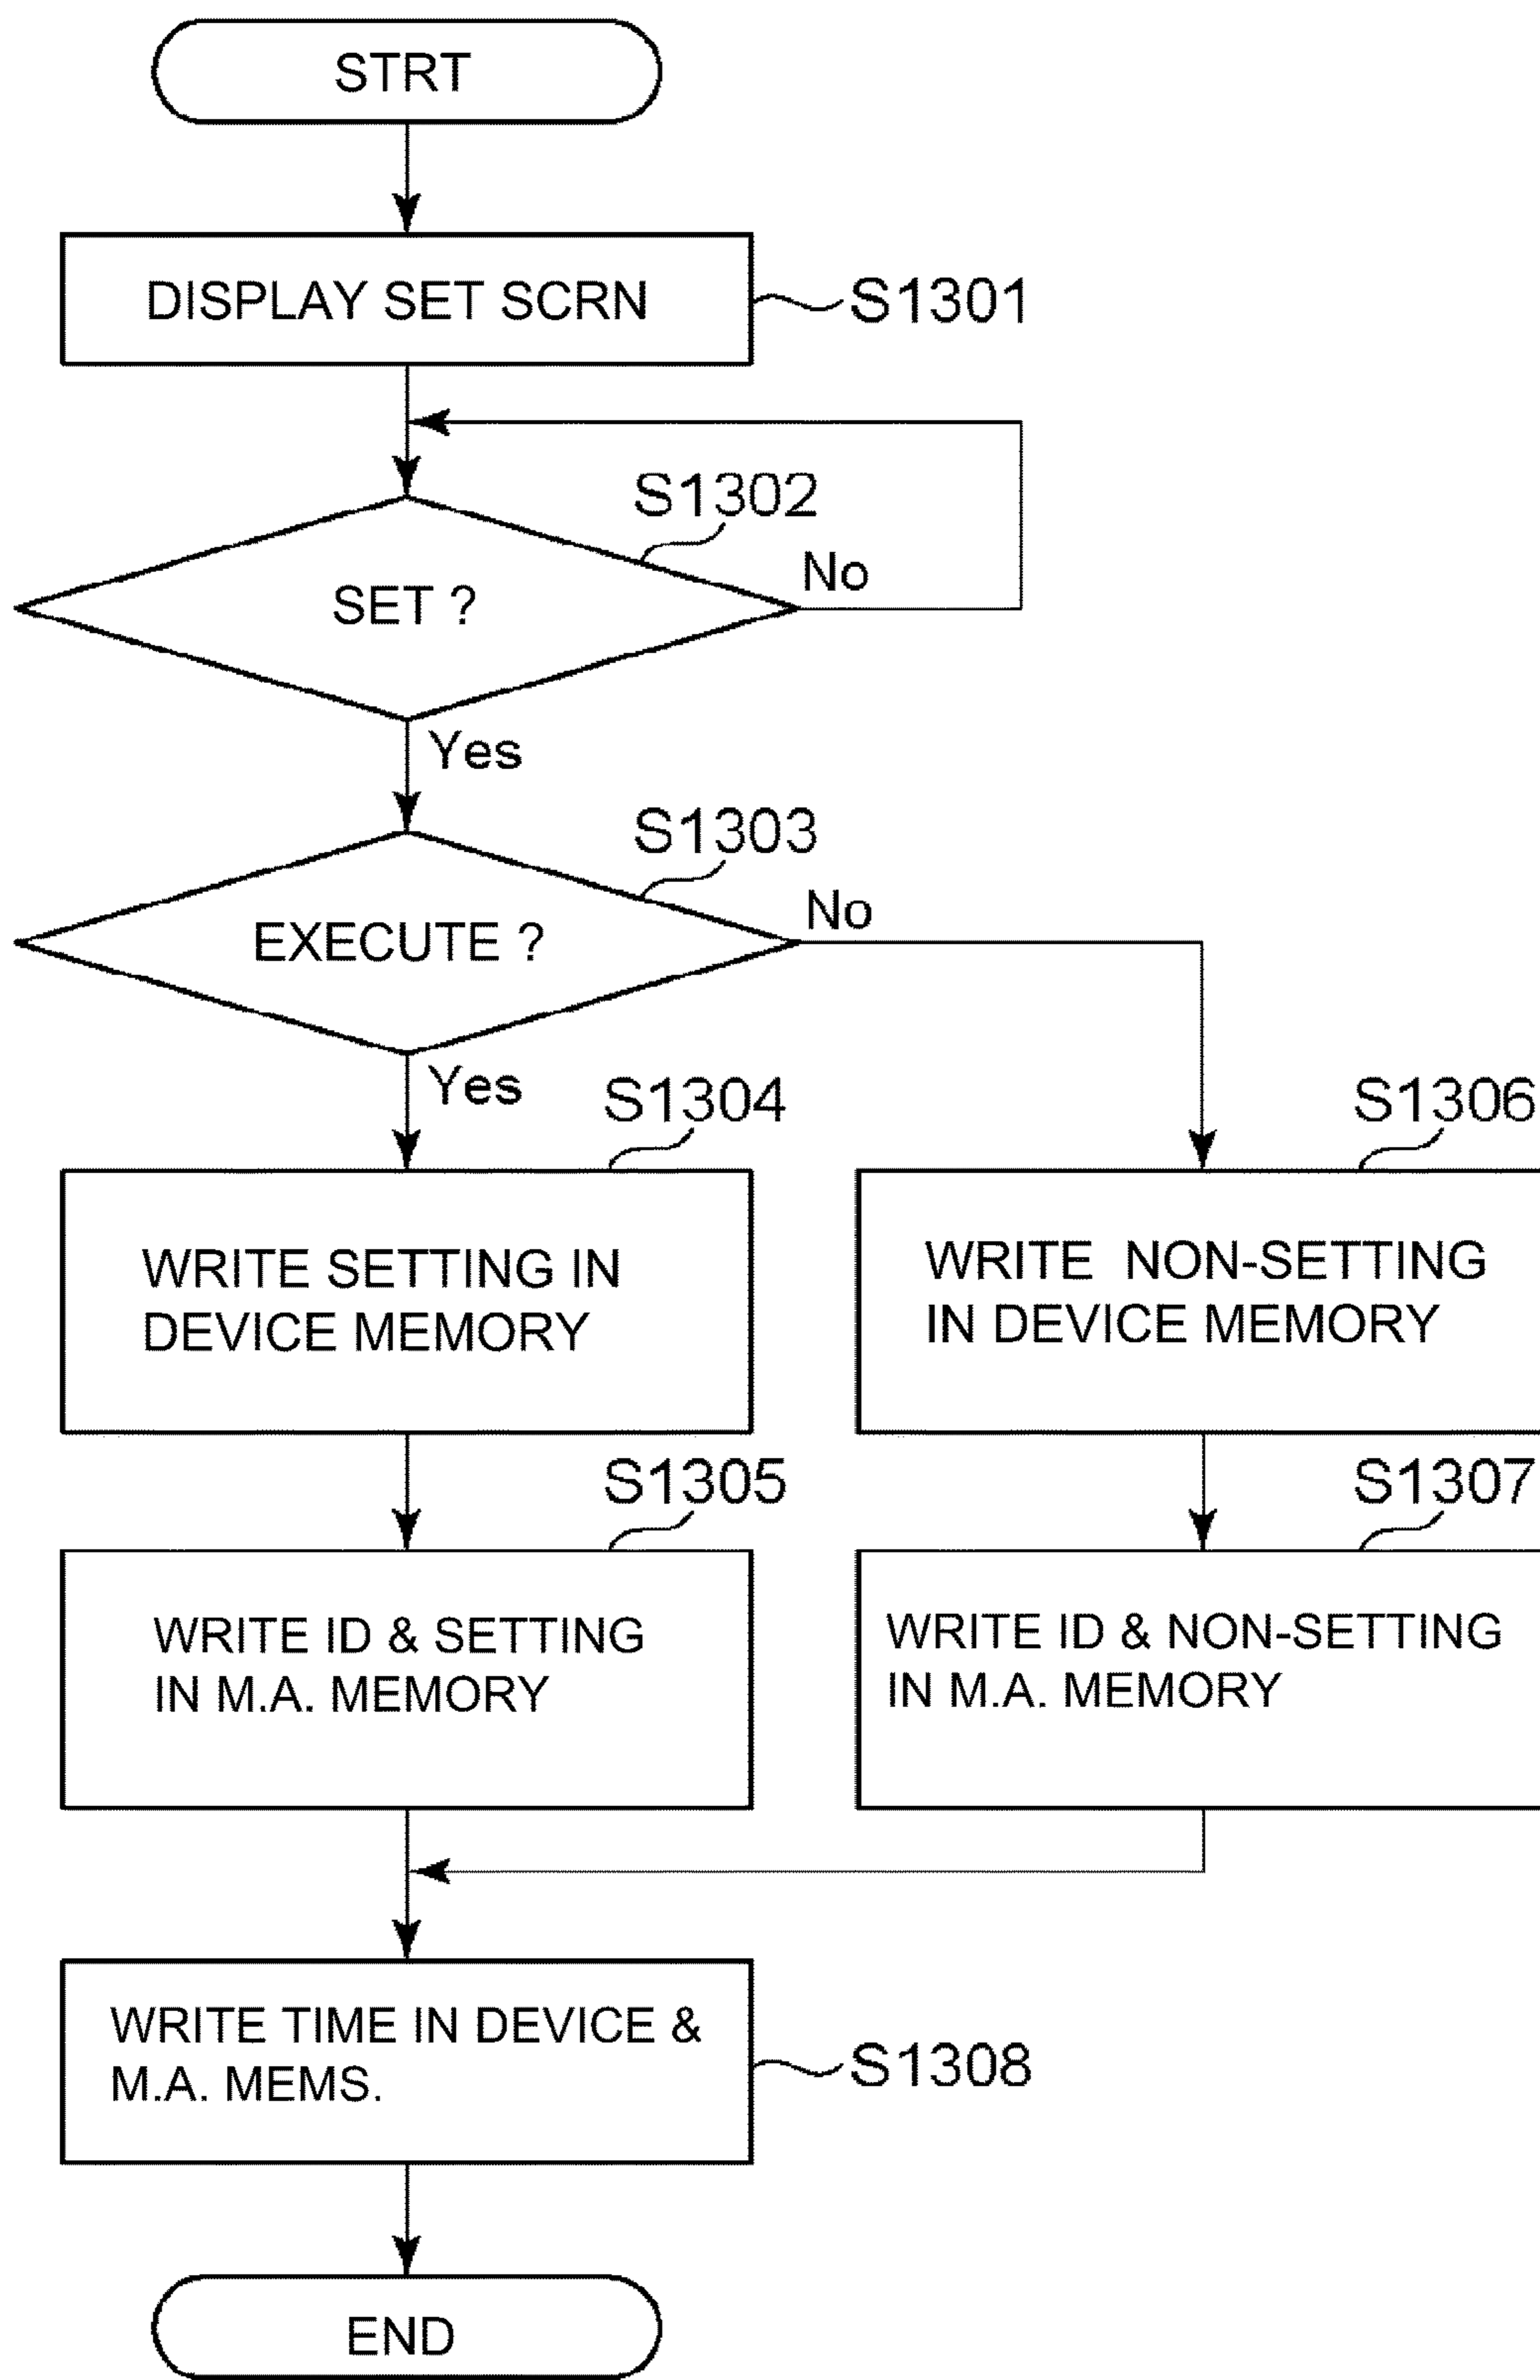 STRT
DISPLAY SET SCRN
S1301
S1302
SET ?
No
Yes
S1303
EXECUTE ?
No
Yes
S1304
WRITE SETTING IN
DEVICE MEMORY
S1306
WRITE NON-SETTING
IN DEVICE MEMORY
S1305
WRITE ID & SETTING
IN M.A. MEMORY
S1307
WRITE ID & NON-SETTING
IN M.A. MEMORY
WRITE TIME IN DEVICE &
M.A. MEMS.
S1308
END